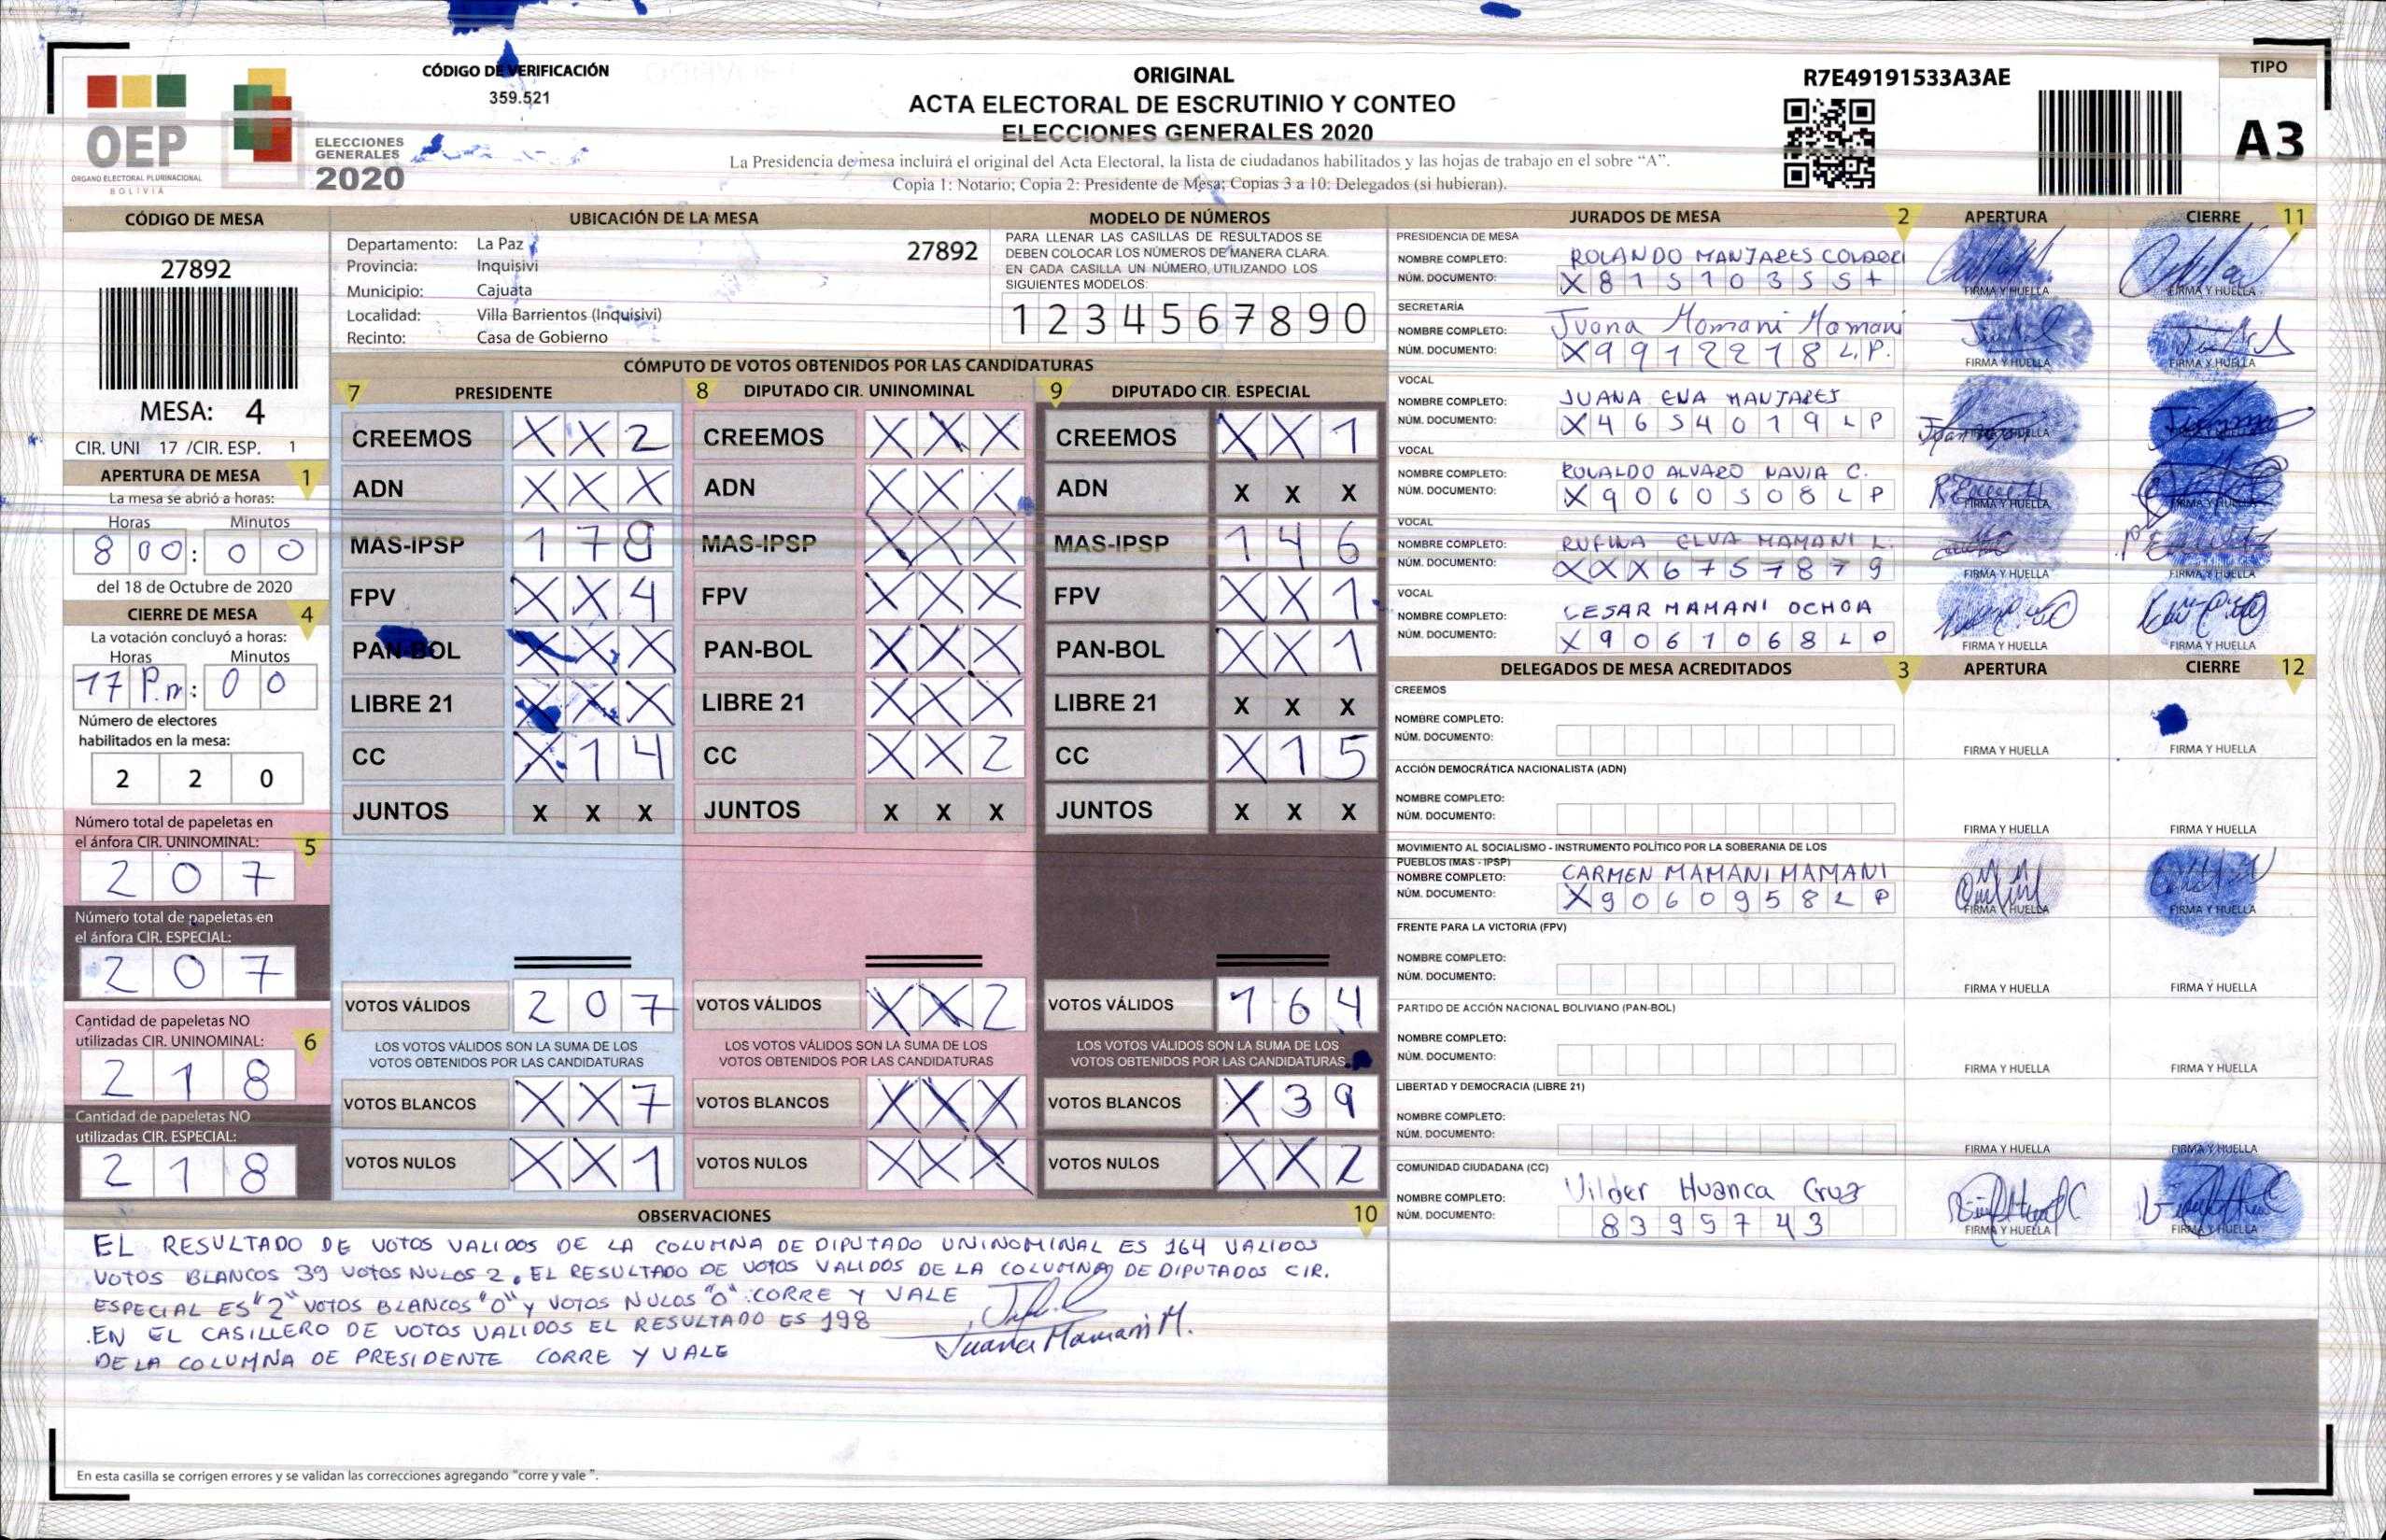 CÓDIGO DE VERIFICACIÓN
359.521
OEP
ÓRGANO ELECTORAL PLURINACIONAL
BOLIVIA
ELECCIONES
GENERALES
2020
ORIGINAL
ACTA ELECTORAL DE ESCRUTINIO Y CONTEO
ELECCIONES GENERALES 2020
La Presidencia de mesa incluirá el original del Acta Electoral, la lista de ciudadanos habilitados y las hojas de trabajo en el sobre “A”.
Copia 1: Notario; Copia 2: Presidente de Mesa; Copias 3 a 10: Delegados (si hubieran).
R7E49191533A3AE
TIPO
A3
CÓDIGO DE MESA
27892
MESA: 4
CIR. UNI 17 /CIR. ESP. 1
APERTURA DE MESA 1
La mesa se abrió a horas:
Horas Minutos
8 00 : 0 0
del 18 de Octubre de 2020
CIERRE DE MESA 4
La votación concluyó a horas:
Horas Minutos
17 P.m : 0 0
Número de electores
habilitados en la mesa:
2 2 0
Número total de papeletas en
el ánfora CIR. UNINOMINAL: 5
2 0 7
Número total de papeletas en
el ánfora CIR. ESPECIAL:
2 0 7
Cantidad de papeletas NO
utilizadas CIR. UNINOMINAL: 6
2 1 8
Cantidad de papeletas NO
utilizadas CIR. ESPECIAL:
2 1 8
UBICACIÓN DE LA MESA
Departamento: La Paz 27892
Provincia: Inquisivi
Municipio: Cajuata
Localidad: Villa Barrientos (Inquisivi)
Recinto: Casa de Gobierno
MODELO DE NÚMEROS
PARA LLENAR LAS CASILLAS DE RESULTADOS SE
DEBEN COLOCAR LOS NÚMEROS DE MANERA CLARA.
EN CADA CASILLA UN NÚMERO, UTILIZANDO LOS
SIGUIENTES MODELOS:
1 2 3 4 5 6 7 8 9 0
CÓMPUTO DE VOTOS OBTENIDOS POR LAS CANDIDATURAS
7 PRESIDENTE
CREEMOS X X 2
ADN X X X
MAS-IPSP 1 7 8
FPV X X 4
PAN-BOL X X X
LIBRE 21 X X X
CC X 1 4
JUNTOS X X X
VOTOS VÁLIDOS 2 0 7
LOS VOTOS VÁLIDOS SON LA SUMA DE LOS
VOTOS OBTENIDOS POR LAS CANDIDATURAS
VOTOS BLANCOS X X 7
VOTOS NULOS X X 1
8 DIPUTADO CIR. UNINOMINAL
CREEMOS X X X
ADN X X X
MAS-IPSP X X X
FPV X X X
PAN-BOL X X X
LIBRE 21 X X X
CC X X 2
JUNTOS X X X
VOTOS VÁLIDOS X X 2
LOS VOTOS VÁLIDOS SON LA SUMA DE LOS
VOTOS OBTENIDOS POR LAS CANDIDATURAS
VOTOS BLANCOS X X X
VOTOS NULOS X X X
9 DIPUTADO CIR. ESPECIAL
CREEMOS X X 1
ADN X X X
MAS-IPSP 1 4 6
FPV X X 1
PAN-BOL X X 1
LIBRE 21 X X X
CC X 1 5
JUNTOS X X X
VOTOS VÁLIDOS 1 6 4
LOS VOTOS VÁLIDOS SON LA SUMA DE LOS
VOTOS OBTENIDOS POR LAS CANDIDATURAS
VOTOS BLANCOS X 3 9
VOTOS NULOS X X 2
OBSERVACIONES 10
EL RESULTADO DE VOTOS VALIDOS DE LA COLUMNA DE DIPUTADO UNINOMINAL ES 164 VALIDOS
VOTOS BLANCOS 39 VOTOS NULOS 2. EL RESULTADO DE VOTOS VALIDOS DE LA COLUMNA DE DIPUTADOS CIR.
ESPECIAL ES "2" VOTOS BLANCOS "0" y VOTOS NULOS "0". CORRE Y VALE
.EN EL CASILLERO DE VOTOS VALIDOS EL RESULTADO ES 198
DE LA COLUMNA DE PRESIDENTE CORRE Y VALE
Juana Mamani M.
En esta casilla se corrigen errores y se validan las correcciones agregando "corre y vale ".
JURADOS DE MESA 2 APERTURA CIERRE 11
PRESIDENCIA DE MESA
NOMBRE COMPLETO: ROLANDO MANJARES
NÚM. DOCUMENTO: X 8 1 5 1 0 3 5 5 +
FIRMA Y HUELLA FIRMA Y HUELLA
SECRETARÍA
NOMBRE COMPLETO: Juana Mamani Mamani
NÚM. DOCUMENTO: X 9 9 1 2 2 1 8 L.P.
FIRMA Y HUELLA FIRMA Y HUELLA
VOCAL
NOMBRE COMPLETO: JUANA ENA MANJARES
NÚM. DOCUMENTO: X 4 6 5 4 0 1 9 L P
FIRMA Y HUELLA
VOCAL
NOMBRE COMPLETO: ROLALDO ALVARO NAVIA C.
NÚM. DOCUMENTO: X 9 0 6 0 5 0 8 L P
FIRMA Y HUELLA FIRMA Y HUELLA
VOCAL
NOMBRE COMPLETO: RUFINA ELVA MAMANI L.
NÚM. DOCUMENTO: X X X 6 7 5 7 8 7 9
FIRMA Y HUELLA FIRMA Y HUELLA
VOCAL
NOMBRE COMPLETO: CESAR MAMANI OCHOA
NÚM. DOCUMENTO: X 9 0 6 1 0 6 8 L P
FIRMA Y HUELLA FIRMA Y HUELLA
DELEGADOS DE MESA ACREDITADOS 3 APERTURA CIERRE 12
CREEMOS
NOMBRE COMPLETO:
NÚM. DOCUMENTO:
FIRMA Y HUELLA FIRMA Y HUELLA
ACCIÓN DEMOCRÁTICA NACIONALISTA (ADN)
NOMBRE COMPLETO:
NÚM. DOCUMENTO:
FIRMA Y HUELLA FIRMA Y HUELLA
MOVIMIENTO AL SOCIALISMO - INSTRUMENTO POLÍTICO POR LA SOBERANIA DE LOS
PUEBLOS (MAS - IPSP)
NOMBRE COMPLETO: CARMEN MAMANI MAMANI
NÚM. DOCUMENTO: X 9 0 6 0 9 5 8 L P
FIRMA Y HUELLA FIRMA Y HUELLA
FRENTE PARA LA VICTORIA (FPV)
NOMBRE COMPLETO:
NÚM. DOCUMENTO:
FIRMA Y HUELLA FIRMA Y HUELLA
PARTIDO DE ACCIÓN NACIONAL BOLIVIANO (PAN-BOL)
NOMBRE COMPLETO:
NÚM. DOCUMENTO:
FIRMA Y HUELLA FIRMA Y HUELLA
LIBERTAD Y DEMOCRACIA (LIBRE 21)
NOMBRE COMPLETO:
NÚM. DOCUMENTO:
FIRMA Y HUELLA FIRMA Y HUELLA
COMUNIDAD CIUDADANA (CC)
NOMBRE COMPLETO: Vilder Huanca Cruz
NÚM. DOCUMENTO: 8 3 9 5 7 4 3
FIRMA Y HUELLA FIRMA Y HUELLA